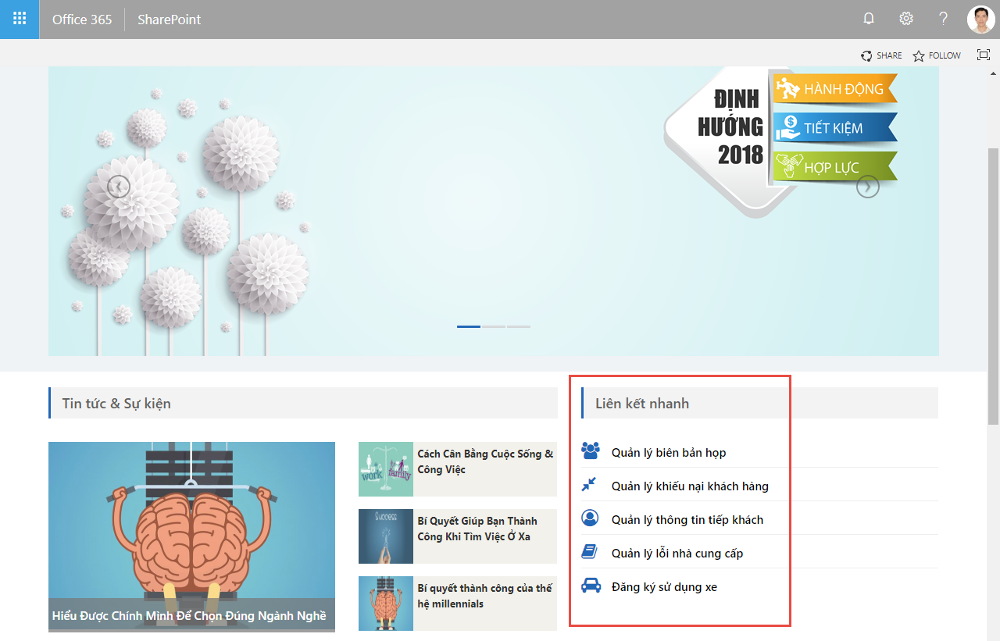 Office 365
SharePoint
SHARE
FOLLOW
ĐỊNH
HƯỚNG
2018
HÀNH ĐỘNG
TIẾT KIỆM
HỢP LỰC
Tin tức & Sự kiện
Hiểu Được Chính Mình Để Chọn Đúng Ngành Nghề
work
family
Cách Cân Bằng Cuộc Sống &
Công Việc
Success
Bí Quyết Giúp Bạn Thành
Công Khi Tìm Việc Ở Xa
Bí quyết thành công của thế
hệ millennials
Liên kết nhanh
Quản lý biên bản họp
Quản lý khiếu nại khách hàng
Quản lý thông tin tiếp khách
Quản lý lỗi nhà cung cấp
Đăng ký sử dụng xe